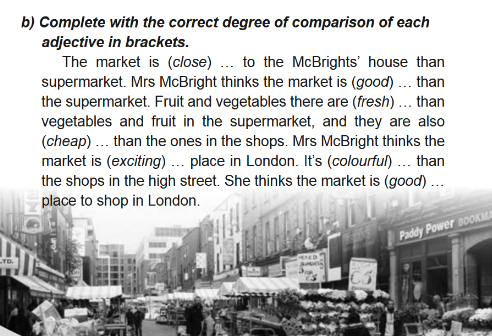 b) Complete with the correct degree of comparison of each
adjective in brackets.
The market is (close) … to the McBrights' house than
supermarket. Mrs McBright thinks the market is (good) … than
the supermarket. Fruit and vegetables there are (fresh) … than
vegetables and fruit in the supermarket, and they are also
(cheap) … than the ones in the shops. Mrs McBright thinks the
market is (exciting) … place in London. It's (colourful) … than
the shops in the high street. She thinks the market is (good) …
place to shop in London.
Paddy Power BOOKMA
LTD.